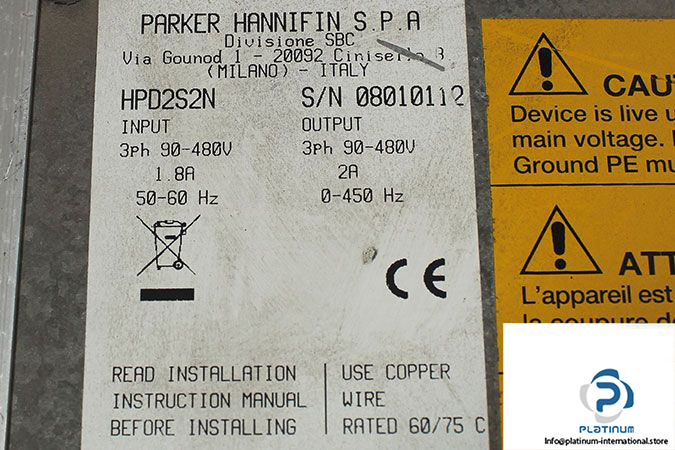 PARKER HANNIFIN S.P.A
Divisione SBC
Via Gounod 1 - 20092 Cinisello B
(MILANO) - ITALY
HPD2S2N S/N 08010112
INPUT OUTPUT
3ph 90-480V 3ph 90-480V
1.8A 2A
50-60 Hz 0-450 Hz
CE
READ INSTALLATION
INSTRUCTION MANUAL
BEFORE INSTALLING
USE COPPER
WIRE
RATED 60/75 C
CAU
Device is live u
main voltage.
Ground PE mu
ATT
L'appareil est
la coupure de
PLATINUM
info@platinum-international.store